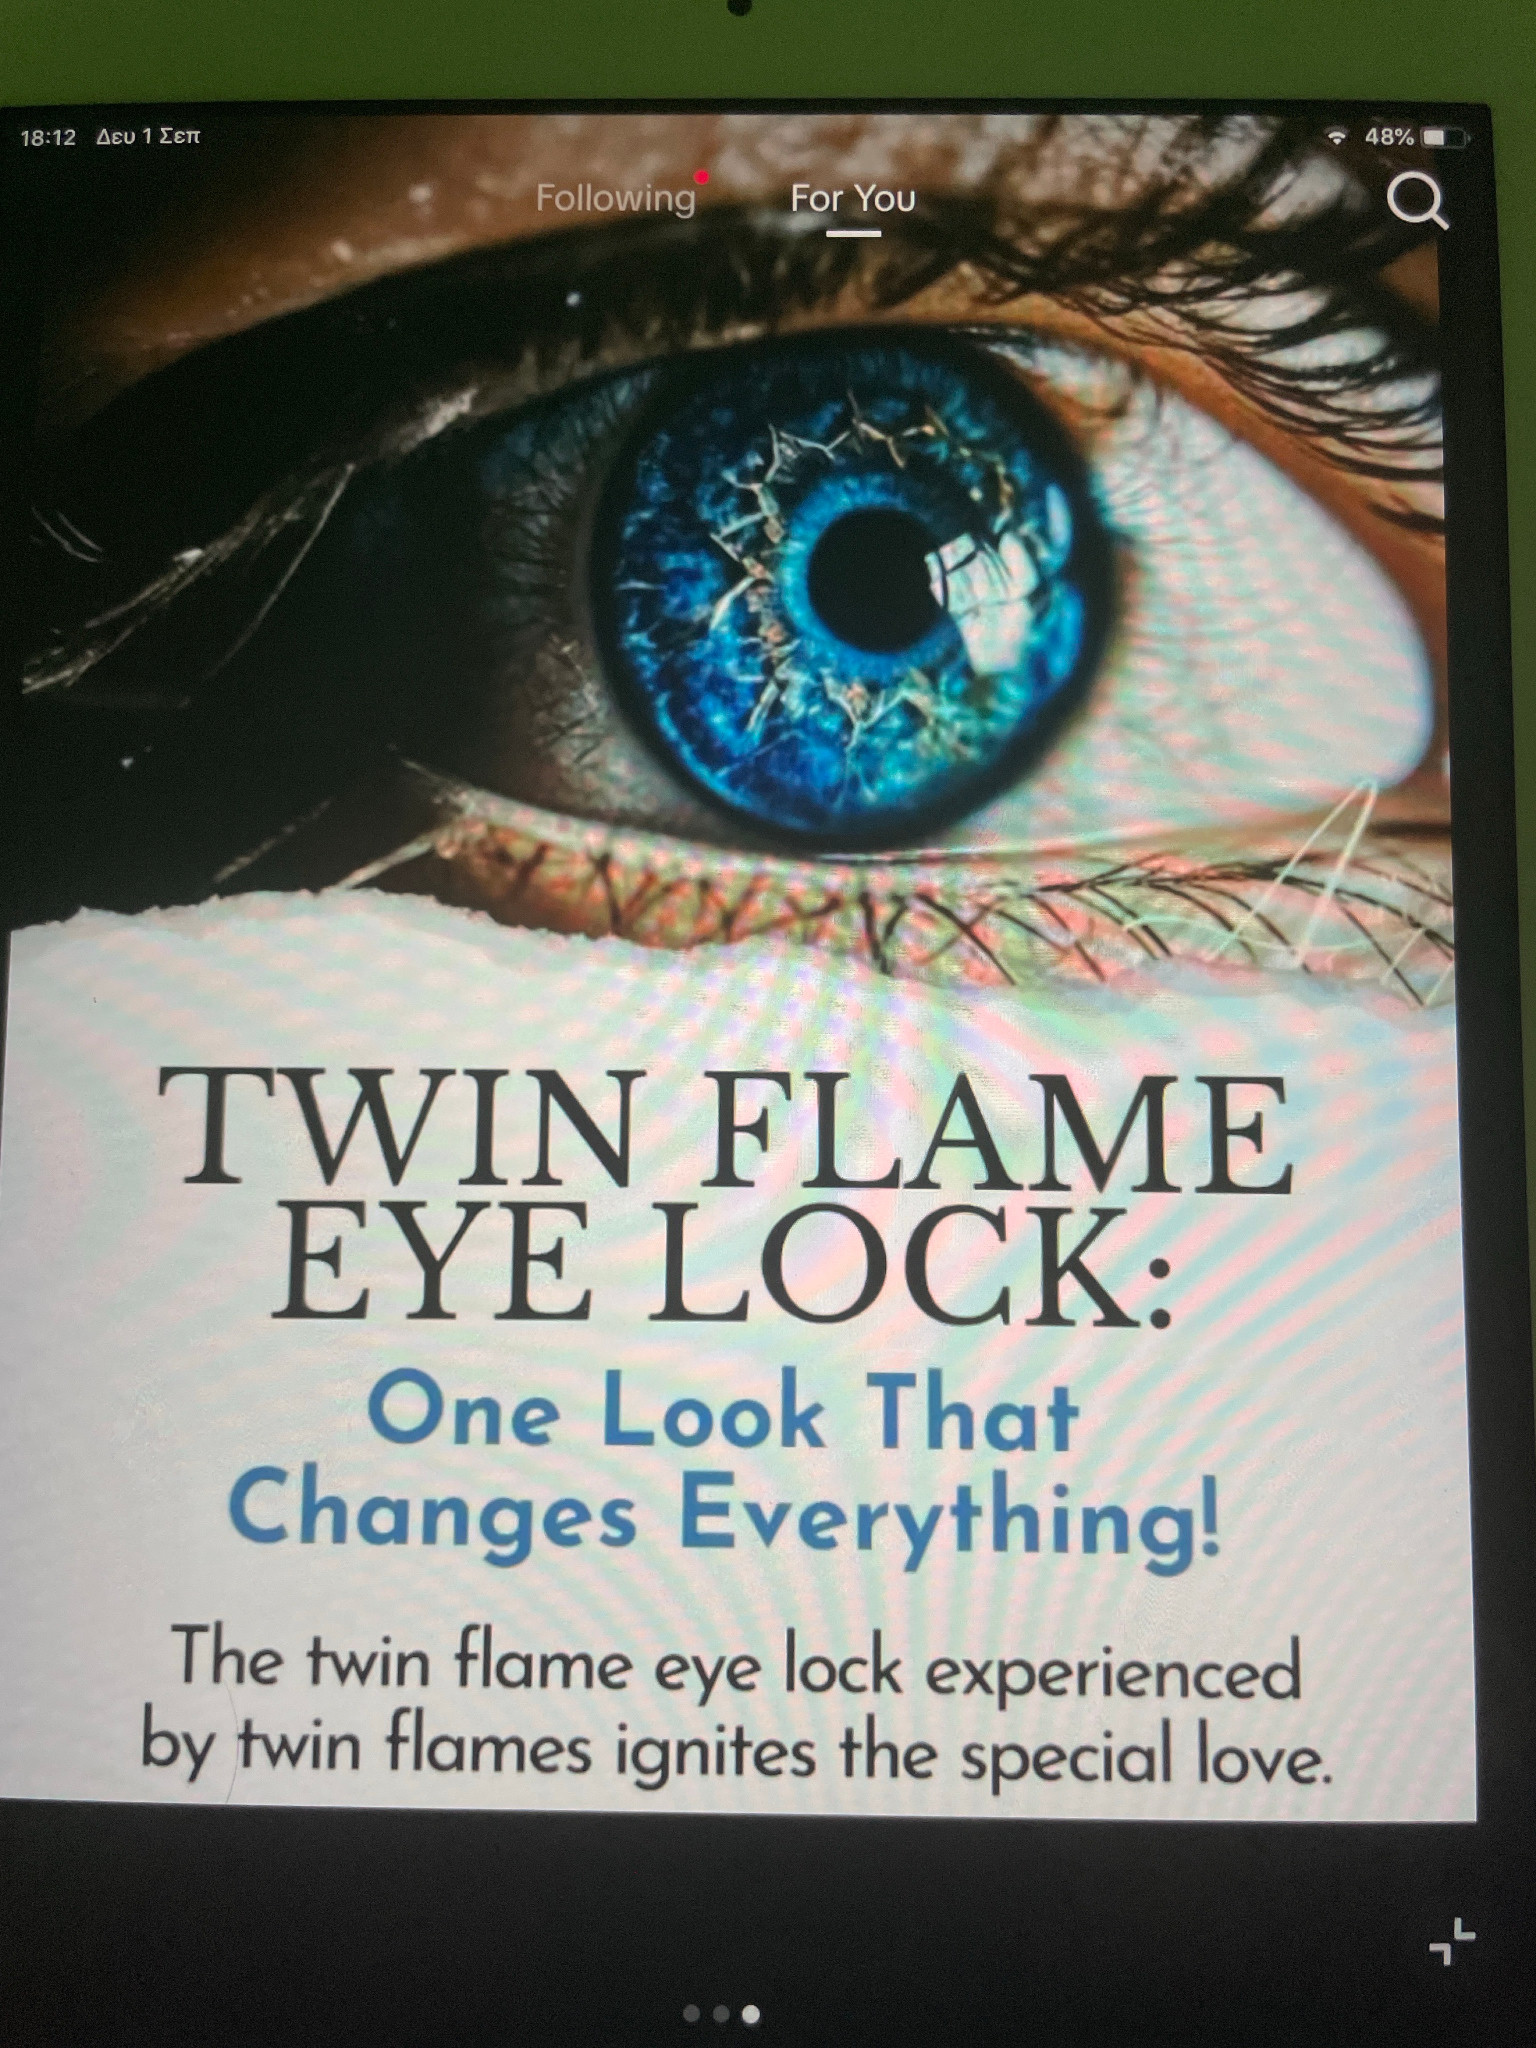 18:12 Δευ 1 Σεπ 48%
Following For You
TWIN FLAME
EYE LOCK:
One Look That
Changes Everything!
The twin flame eye lock experienced
by twin flames ignites the special love.